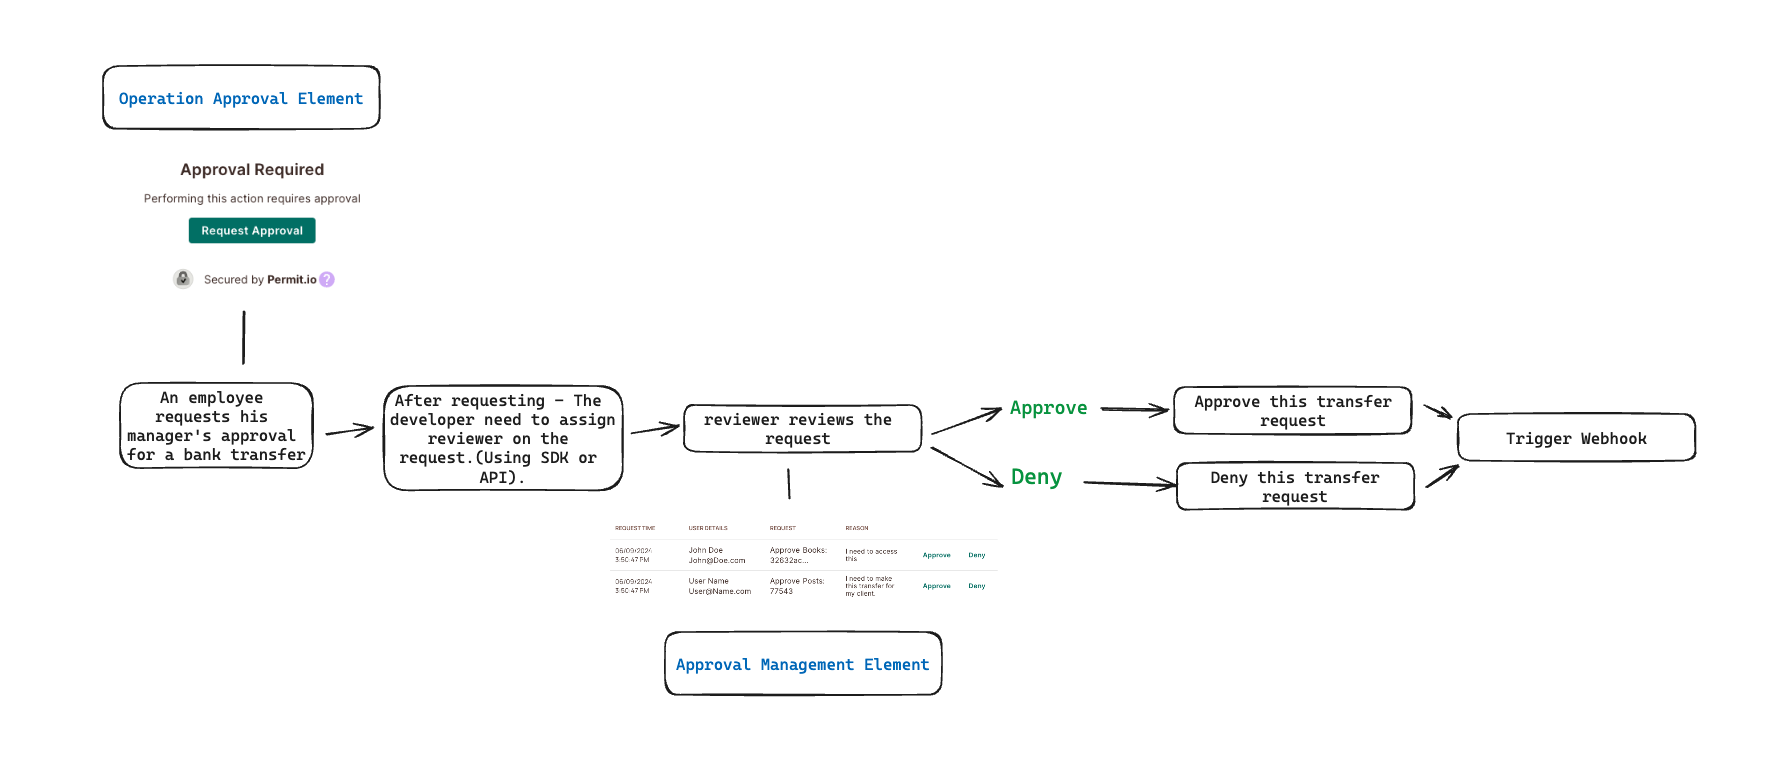 Operation Approval Element
Approval Required
Performing this action requires approval
Request Approval
Secured by Permit.io ?
An employee
requests his
manager's approval
for a bank transfer
After requesting - The
developer need to assign
reviewer on the
request.(Using SDK or
API).
reviewer reviews the
request
Approve
Deny
Approve this transfer
request
Deny this transfer
request
Trigger Webhook
REQUEST TIME USER DETAILS REQUEST REASON
06/09/2024 John Doe Approve Books: I need to access
3:50:47 PM John@Doe.com 32632ac... this Approve Deny
06/09/2024 User Name Approve Posts: I need to make
3:50:47 PM User@Name.com 77543 this transfer for Approve Deny
my client.
Approval Management Element